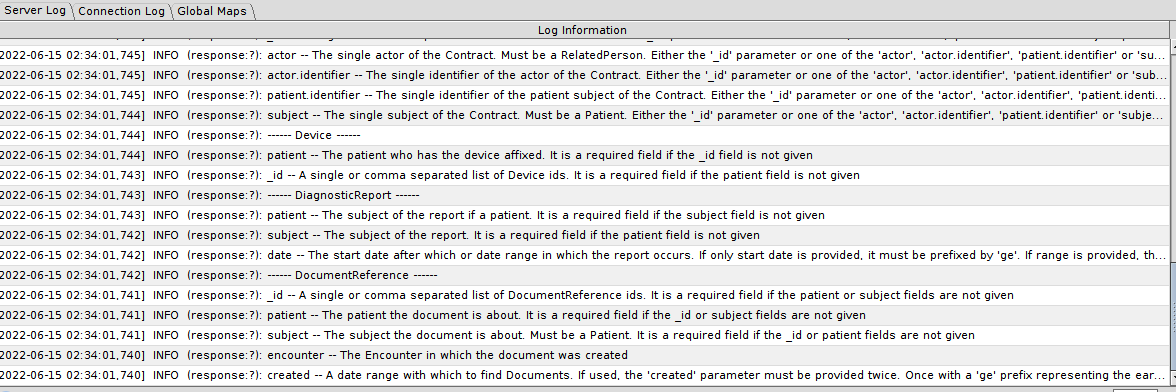 Server Log
Connection Log
Global Maps
Log Information
2022-06-15 02:34:01,745] INFO (response:?): actor -- The single actor of the Contract. Must be a RelatedPerson. Either the '_id' parameter or one of the 'actor', 'actor.identifier', 'patient.identifier' or 'su...
2022-06-15 02:34:01,745] INFO (response:?): actor.identifier -- The single identifier of the actor of the Contract. Either the '_id' parameter or one of the 'actor', 'actor.identifier', 'patient.identifier' or 'sub...
2022-06-15 02:34:01,745] INFO (response:?): patient.identifier -- The single identifier of the patient subject of the Contract. Either the '_id' parameter or one of the 'actor', 'actor.identifier', 'patient.identi...
2022-06-15 02:34:01,744] INFO (response:?): subject -- The single subject of the Contract. Must be a Patient. Either the '_id' parameter or one of the 'actor', 'actor.identifier', 'patient.identifier' or 'subje...
2022-06-15 02:34:01,744] INFO (response:?): ------ Device ------
2022-06-15 02:34:01,744] INFO (response:?): patient -- The patient who has the device affixed. It is a required field if the _id field is not given
2022-06-15 02:34:01,743] INFO (response:?): _id -- A single or comma separated list of Device ids. It is a required field if the patient field is not given
2022-06-15 02:34:01,743] INFO (response:?): ------ DiagnosticReport ------
2022-06-15 02:34:01,743] INFO (response:?): patient -- The subject of the report if a patient. It is a required field if the subject field is not given
2022-06-15 02:34:01,742] INFO (response:?): subject -- The subject of the report. It is a required field if the patient field is not given
2022-06-15 02:34:01,742] INFO (response:?): date -- The start date after which or date range in which the report occurs. If only start date is provided, it must be prefixed by 'ge'. If range is provided, th...
2022-06-15 02:34:01,742] INFO (response:?): ------ DocumentReference ------
2022-06-15 02:34:01,741] INFO (response:?): _id -- A single or comma separated list of DocumentReference ids. It is a required field if the patient or subject fields are not given
2022-06-15 02:34:01,741] INFO (response:?): patient -- The patient the document is about. It is a required field if the _id or subject fields are not given
2022-06-15 02:34:01,741] INFO (response:?): subject -- The subject the document is about. Must be a Patient. It is a required field if the _id or patient fields are not given
2022-06-15 02:34:01,740] INFO (response:?): encounter -- The Encounter in which the document was created
2022-06-15 02:34:01,740] INFO (response:?): created -- A date range with which to find Documents. If used, the 'created' parameter must be provided twice. Once with a 'ge' prefix representing the ear...